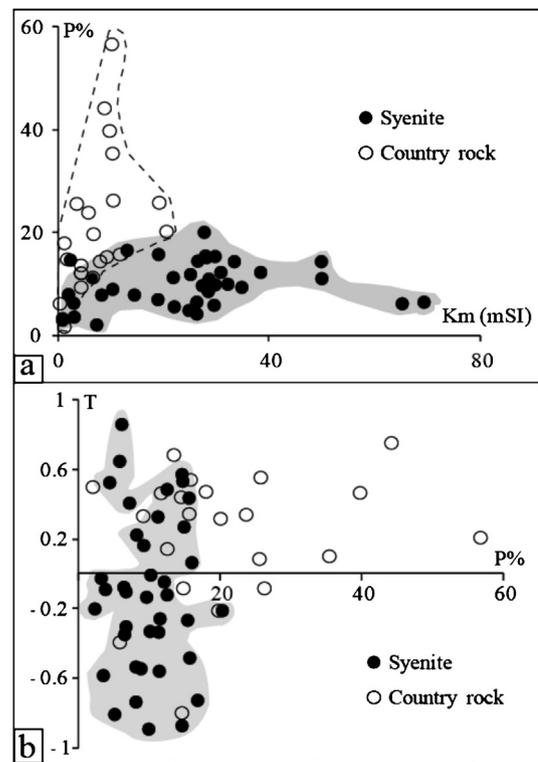 60 P%
Syenite
40
Country rock
20
0 Km (mSI)
0 40 80
a
1 T
0.6
0.2
P%
20 40 60
- 0.2
Syenite
- 0.6
Country rock
b - 1